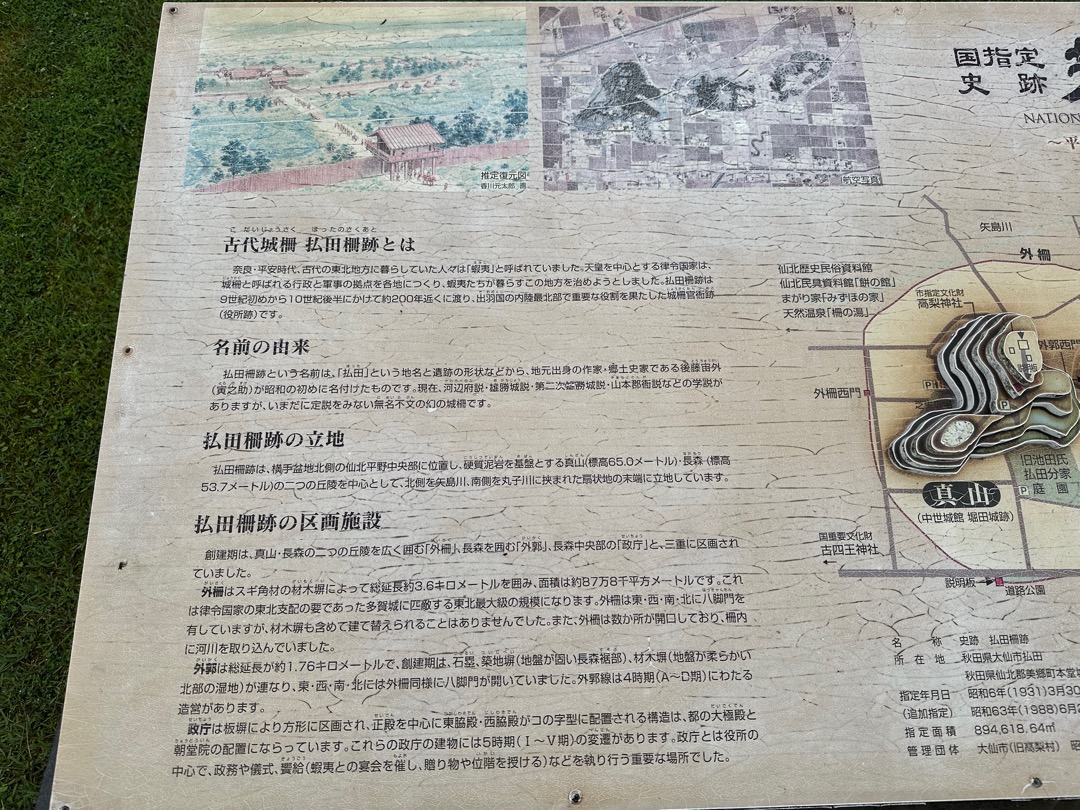 国指定
史跡
NATION
～平
推定復元図
香川元太郎 画
航空写真
こだいじょうさく ほったのさくあと
古代城柵 払田柵跡とは
奈良・平安時代、古代の東北地方に暮らしていた人々は「蝦夷」と呼ばれていました。天皇を中心とする律令国家は、
城柵と呼ばれる行政と軍事の拠点を各地につくり、蝦夷たちが暮らすこの地方を治めようとしました。払田柵跡は
9世紀初めから10世紀後半にかけて約200年近くに渡り、出羽国の内陸最北部で重要な役割を果たした城柵官衙跡
(役所跡)です。
名前の由来
払田柵跡という名前は、「払田」という地名と遺跡の形状などから、地元出身の作家・郷土史家である後藤宙外
(寅之助)が昭和の初めに名付けたものです。現在、河辺府説・雄勝城説・第二次雄勝城説・山本郡衙説などの学説が
ありますが、いまだに定説をみない無名不文の幻の城柵です。
払田柵跡の立地
払田柵跡は、横手盆地北側の仙北平野中央部に位置し、硬質泥岩を基盤とする真山(標高65.0メートル)・長森(標高
53.7メートル)の二つの丘陵を中心として、北側を矢島川、南側を丸子川に挟まれた扇状地の末端に立地しています。
払田柵跡の区画施設
創建期は、真山・長森の二つの丘陵を広く囲む「外柵」、長森を囲む「外郭」、長森中央部の「政庁」と、三重に区画され
ていました。
外柵はスギ角材の材木塀によって総延長約3.6キロメートルを囲み、面積は約87万8千平方メートルです。これ
は律令国家の東北支配の要であった多賀城に匹敵する東北最大級の規模になります。外柵は東・西・南・北に八脚門を
有していますが、材木塀も含めて建て替えられることはありませんでした。また、外柵は数か所が開口しており、柵内
に河川を取り込んでいました。
外郭は総延長が約1.76キロメートルで、創建期は、石塁、築地塀(地盤が固い長森裾部)、材木塀(地盤が柔らかい
北部の湿地)が連なり、東・西・南・北には外柵同様に八脚門が開いていました。外郭線は4時期(A～D期)にわたる
造営があります。
政庁は板塀により方形に区画され、正殿を中心に東脇殿・西脇殿がコの字型に配置される構造は、都の大極殿と
朝堂院の配置にならっています。これらの政庁の建物には5時期(Ⅰ～Ⅴ期)の変遷があります。政庁とは役所の
中心で、政務や儀式、饗給(蝦夷との宴会を催し、贈り物や位階を授ける)などを執り行う重要な場所でした。
矢島川
外柵
仙北歴史民俗資料館
仙北民具資料館「餅の館」
まがり家「みずほの家」
天然温泉「柵の湯」
市指定文化財
高梨神社
外郭西門
外柵西門
P
P
旧池田氏
払田分家
P 庭園
真山
(中世城館 堀田城跡)
国重要文化財
古四王神社
説明板
道路公園
名称 史跡 払田柵跡
所在地 秋田県大仙市払田
秋田県仙北郡美郷町本堂城
指定年月日 昭和6年(1931)3月30
(追加指定) 昭和63年(1988)6月2
指定面積 894,618.64㎡
管理団体 大仙市(旧高梨村) 昭